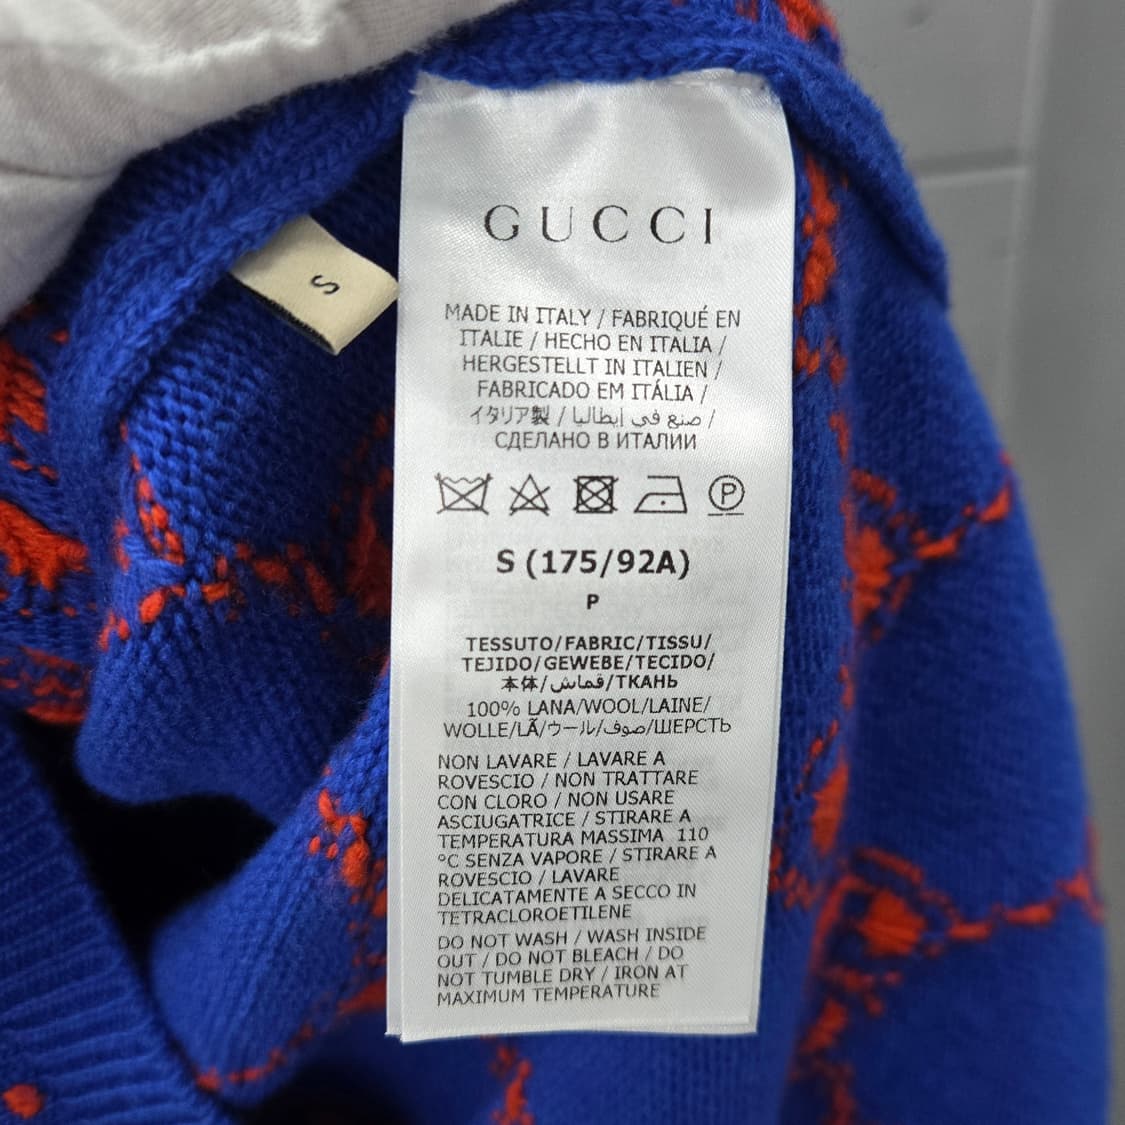 GUCCI
S
MADE IN ITALY / FABRIQUÉ EN
ITALIE / HECHO EN ITALIA /
HERGESTELLT IN ITALIEN /
FABRICADO EM ITÁLIA /
イタリア製 / صنع في إيطاليا /
СДЕЛАНО В ИТАЛИИ
P
S (175/92A)
P
TESSUTO/FABRIC/TISSU/
TEJIDO/GEWEBE/TECIDO/
本体/قماش/ТКАНЬ
100% LANA/WOOL/LAINE/
WOLLE/LÃ/ウール/صوف/ШЕРСТЬ
NON LAVARE / LAVARE A
ROVESCIO / NON TRATTARE
CON CLORO / NON USARE
ASCIUGATRICE / STIRARE A
TEMPERATURA MASSIMA 110
°C SENZA VAPORE / STIRARE A
ROVESCIO / LAVARE
DELICATAMENTE A SECCO IN
TETRACLOROETILENE
DO NOT WASH / WASH INSIDE
OUT / DO NOT BLEACH / DO
NOT TUMBLE DRY / IRON AT
MAXIMUM TEMPERATURE